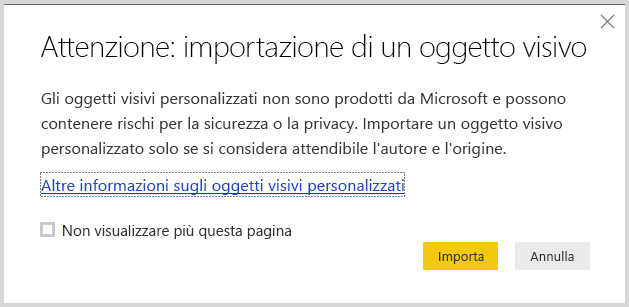 Attenzione: importazione di un oggetto visivo
Gli oggetti visivi personalizzati non sono prodotti da Microsoft e possono
contenere rischi per la sicurezza o la privacy. Importare un oggetto visivo
personalizzato solo se si considera attendibile l'autore e l'origine.
Altre informazioni sugli oggetti visivi personalizzati
Non visualizzare più questa pagina
Importa
Annulla